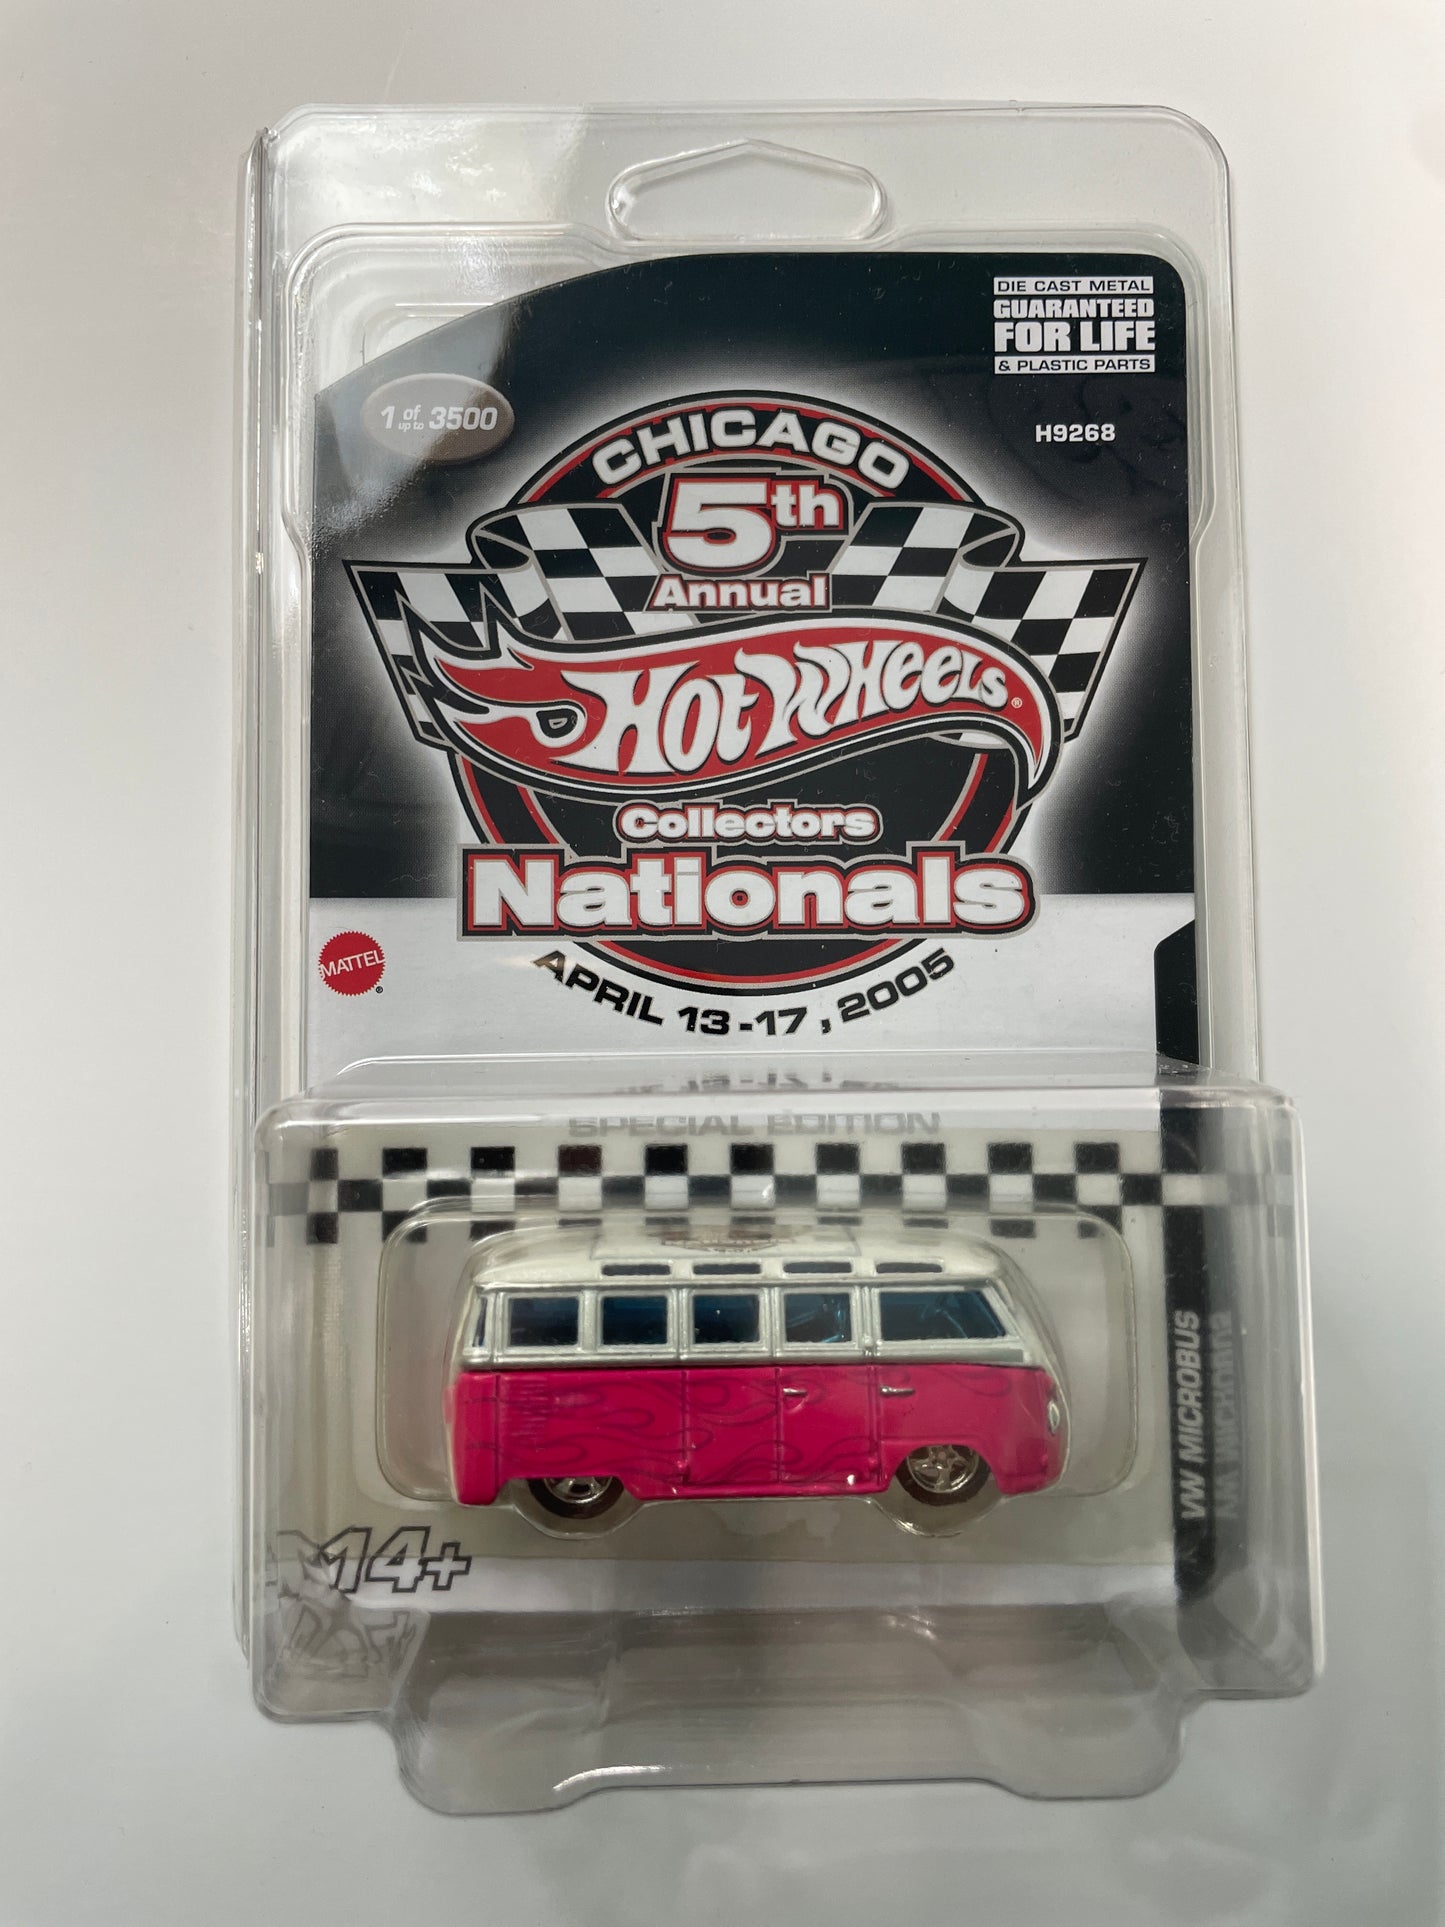 DIE CAST METAL
GUARANTEED
FOR LIFE
& PLASTIC PARTS
1 of up to 3500
H9268
CHICAGO
5th
Annual
Hot Wheels®
Collectors
Nationals
MATTEL®
APRIL 13-17, 2005
SPECIAL EDITION
VW MICROBUS
14+